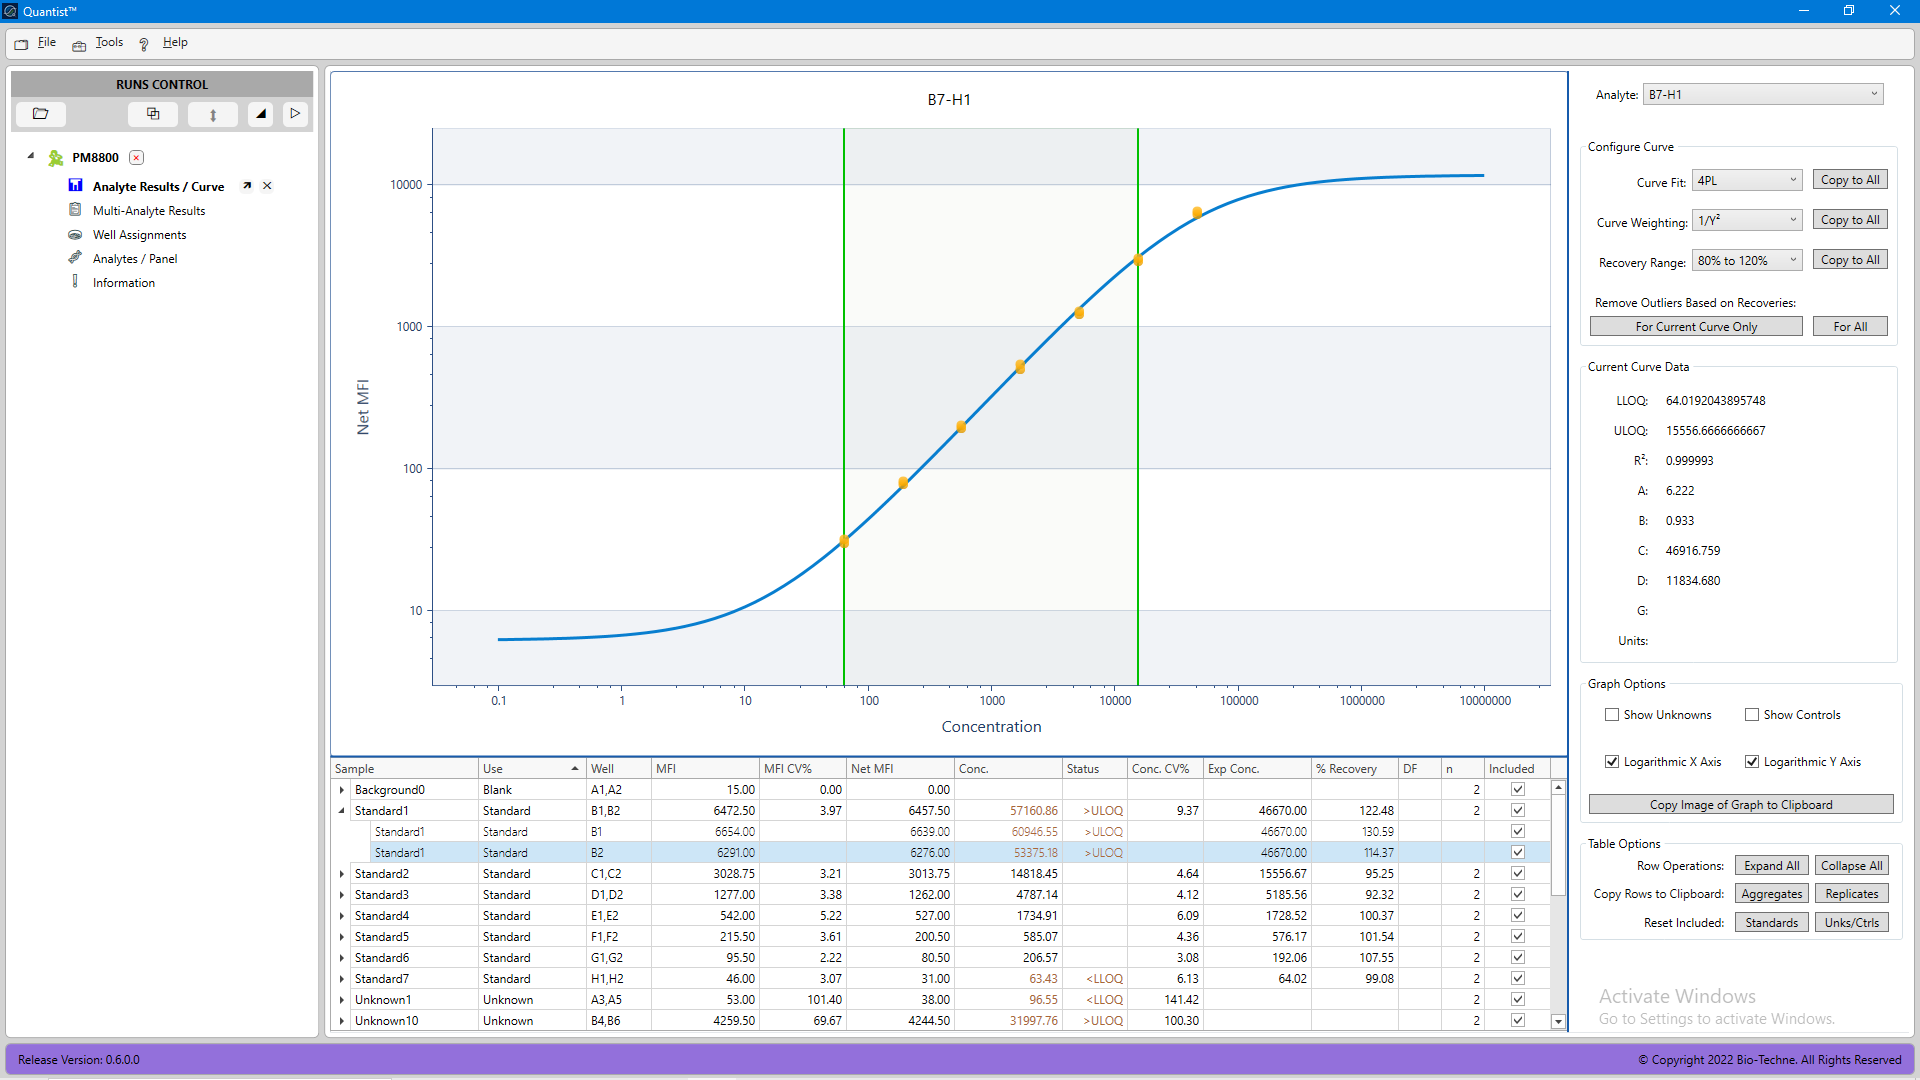 Quantist™
File Tools Help
RUNS CONTROL
PM8800
Analyte Results / Curve
Multi-Analyte Results
Well Assignments
Analytes / Panel
Information
B7-H1
10000
1000
100
10
Net MFI
0.1 1 10 100 1000 10000 100000 1000000 10000000
Concentration
Sample Use Well MFI MFI CV% Net MFI Conc. Status Conc. CV% Exp Conc. % Recovery DF n Included
Background0 Blank A1,A2 15.00 0.00 0.00 2
Standard1 Standard B1,B2 6472.50 3.97 6457.50 57160.86 >ULOQ 9.37 46670.00 122.48 2
Standard1 Standard B1 6654.00 6639.00 60946.55 >ULOQ 46670.00 130.59
Standard1 Standard B2 6291.00 6276.00 53375.18 >ULOQ 46670.00 114.37
Standard2 Standard C1,C2 3028.75 3.21 3013.75 14818.45 4.64 15556.67 95.25 2
Standard3 Standard D1,D2 1277.00 3.38 1262.00 4787.14 4.12 5185.56 92.32 2
Standard4 Standard E1,E2 542.00 5.22 527.00 1734.91 6.09 1728.52 100.37 2
Standard5 Standard F1,F2 215.50 3.61 200.50 585.07 4.36 576.17 101.54 2
Standard6 Standard G1,G2 95.50 2.22 80.50 206.57 3.08 192.06 107.55 2
Standard7 Standard H1,H2 46.00 3.07 31.00 63.43 <LLOQ 6.13 64.02 99.08 2
Unknown1 Unknown A3,A5 53.00 101.40 38.00 96.55 <LLOQ 141.42 2
Unknown10 Unknown B4,B6 4259.50 69.67 4244.50 31997.76 >ULOQ 100.30 2
Analyte: B7-H1
Configure Curve
Curve Fit: 4PL Copy to All
Curve Weighting: 1/Y² Copy to All
Recovery Range: 80% to 120% Copy to All
Remove Outliers Based on Recoveries:
For Current Curve Only For All
Current Curve Data
LLOQ: 64.0192043895748
ULOQ: 15556.6666666667
R²: 0.999993
A: 6.222
B: 0.933
C: 46916.759
D: 11834.680
G:
Units:
Graph Options
Show Unknowns Show Controls
Logarithmic X Axis Logarithmic Y Axis
Copy Image of Graph to Clipboard
Table Options
Row Operations: Expand All Collapse All
Copy Rows to Clipboard: Aggregates Replicates
Reset Included: Standards Unks/Ctrls
Activate Windows
Go to Settings to activate Windows.
Release Version: 0.6.0.0
© Copyright 2022 Bio-Techne. All Rights Reserved